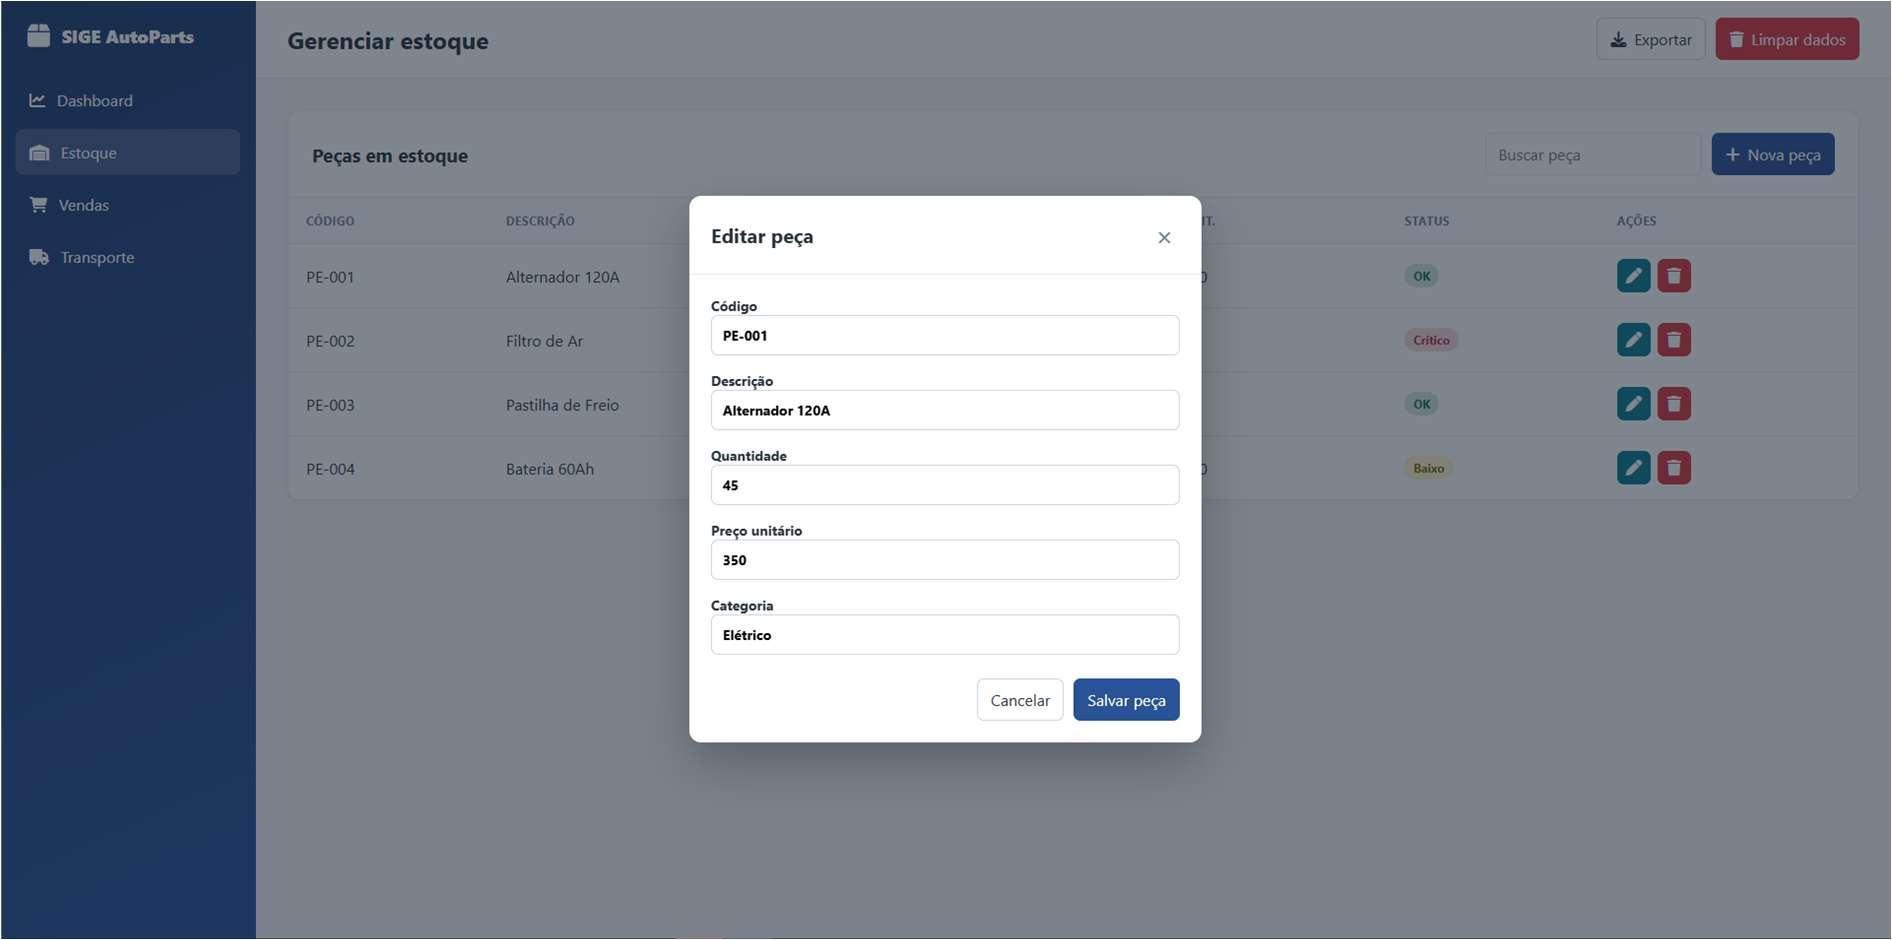 SIGE AutoParts
Dashboard
Estoque
Vendas
Transporte
Gerenciar estoque
Exportar
Limpar dados
Peças em estoque
Buscar peça
+ Nova peça
CÓDIGO DESCRIÇÃO STATUS AÇÕES
PE-001 Alternador 120A OK
PE-002 Filtro de Ar Crítico
PE-003 Pastilha de Freio OK
PE-004 Bateria 60Ah Baixo
Editar peça
×
Código
PE-001
Descrição
Alternador 120A
Quantidade
45
Preço unitário
350
Categoria
Elétrico
Cancelar
Salvar peça